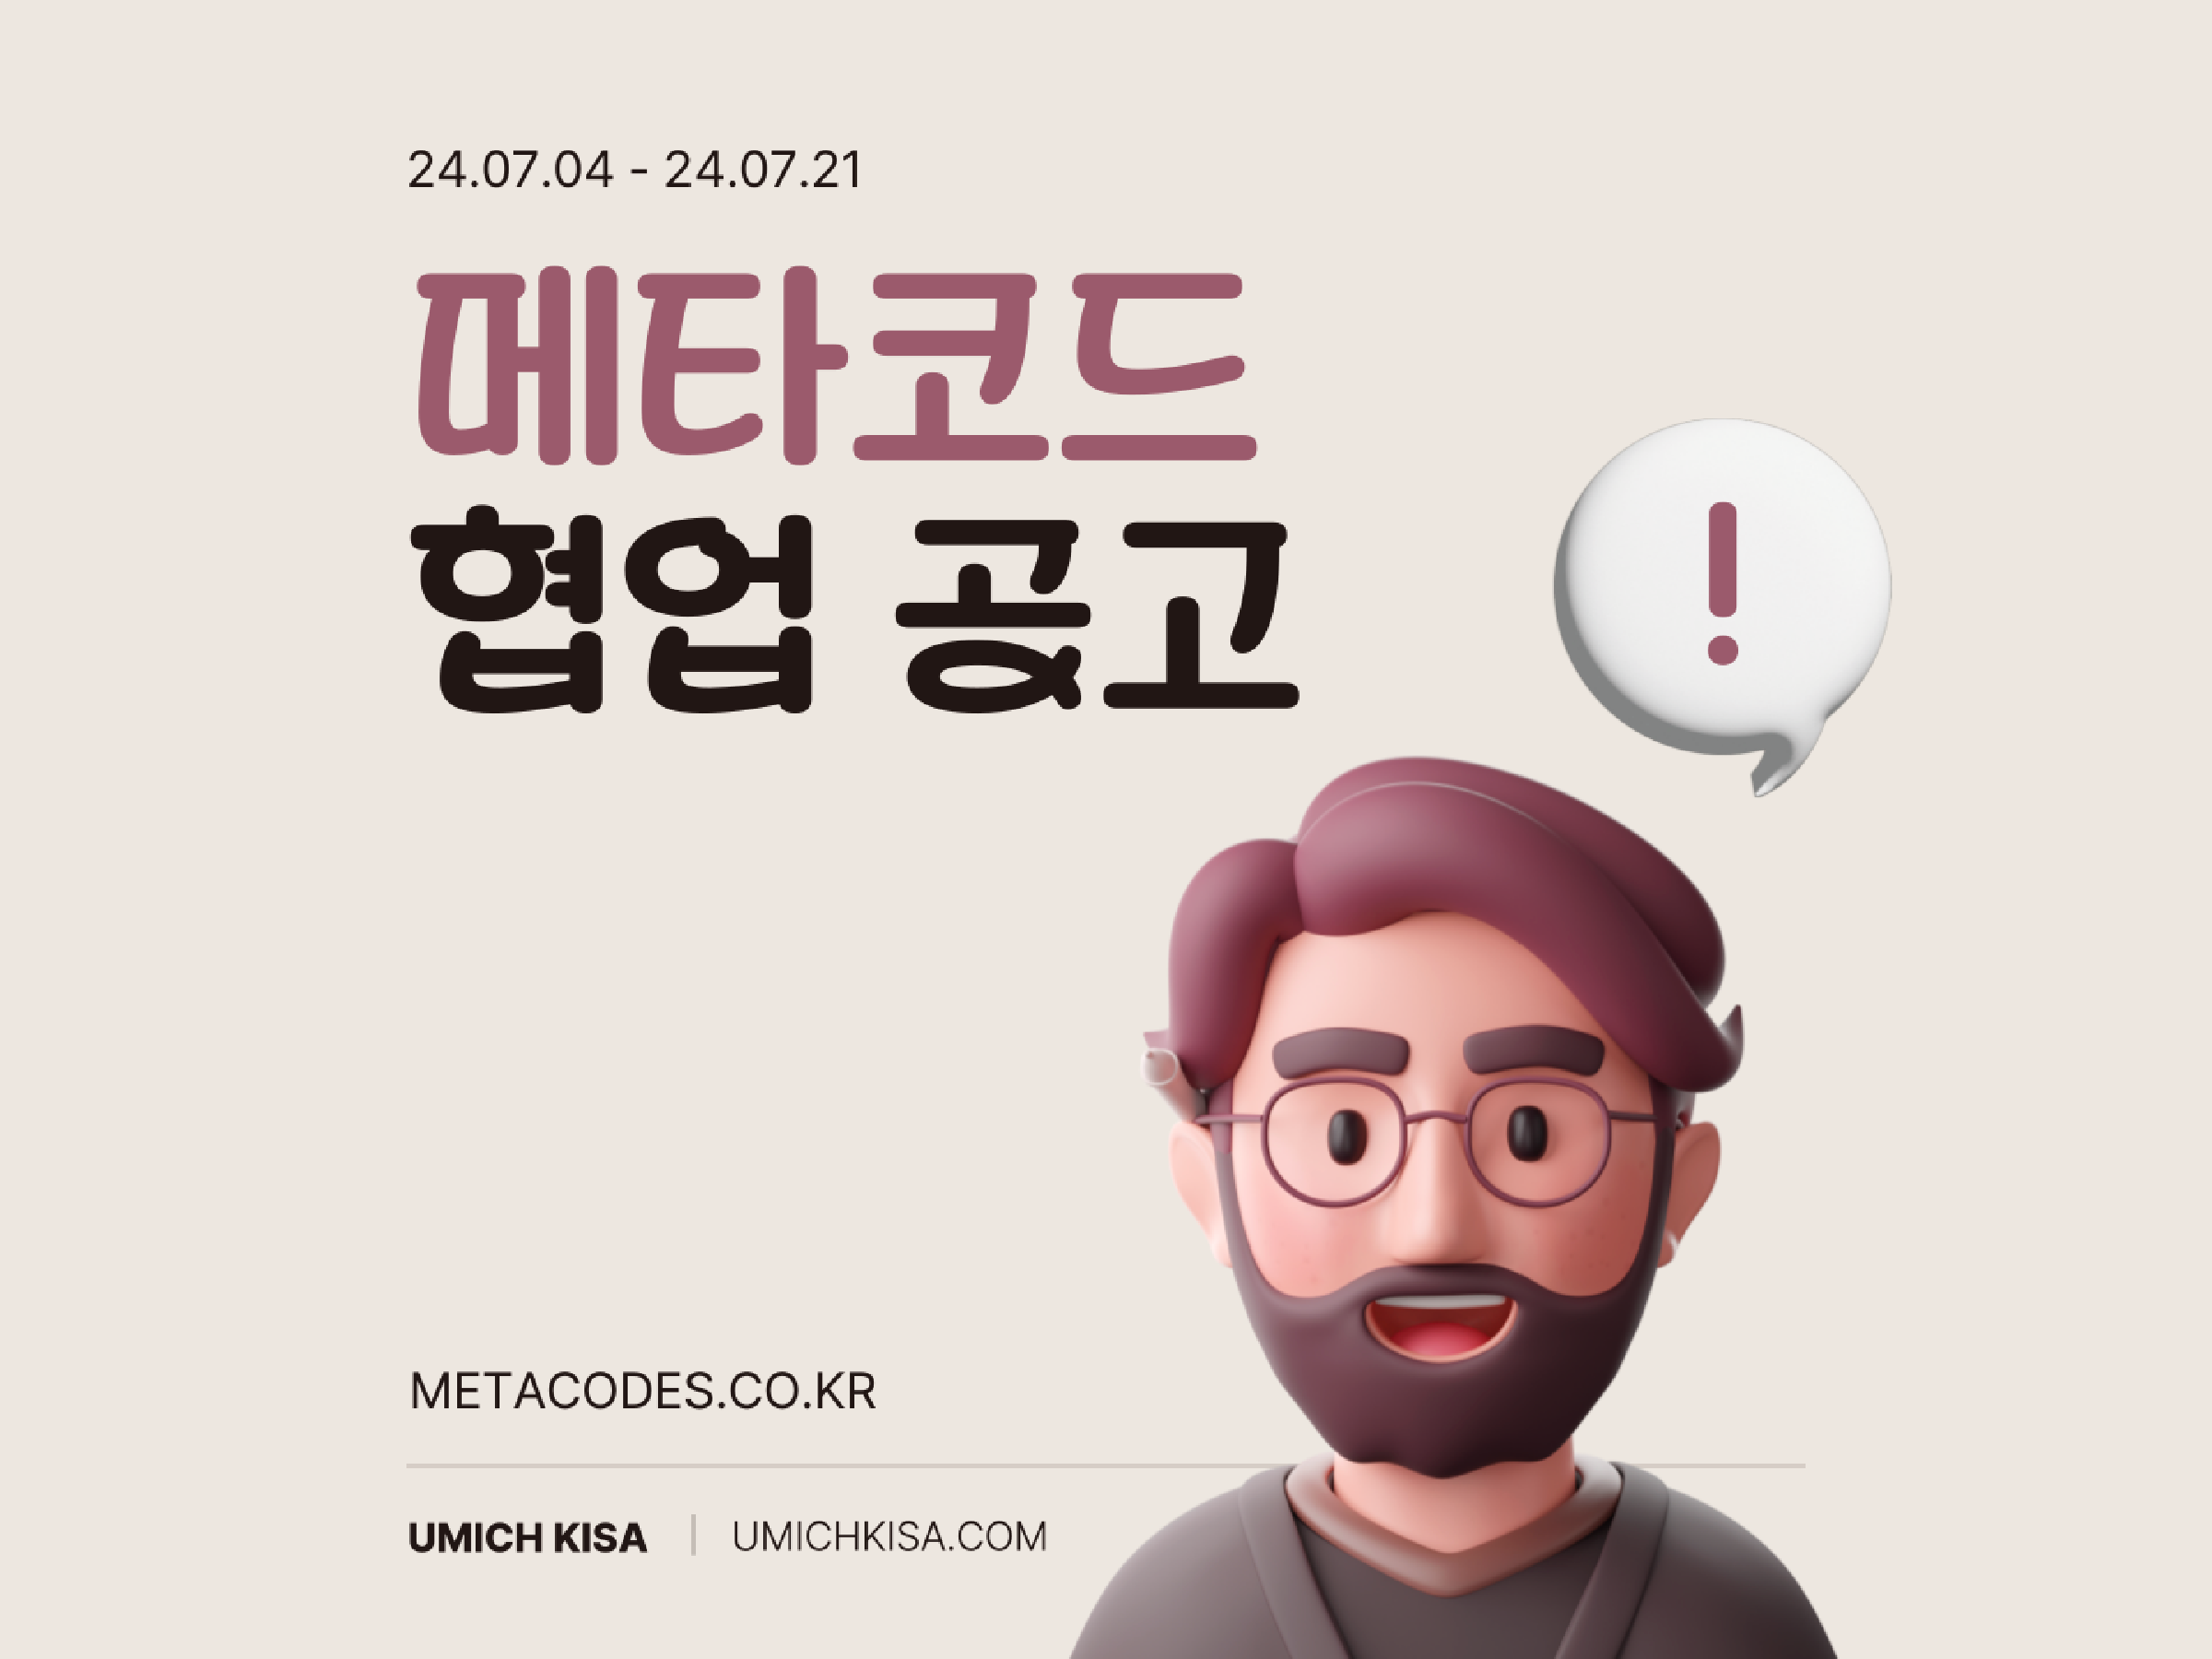 24.07.04 - 24.07.21
메타코드
협업 공고
!
METACODES.CO.KR
UMICH KISA | UMICHKISA.COM